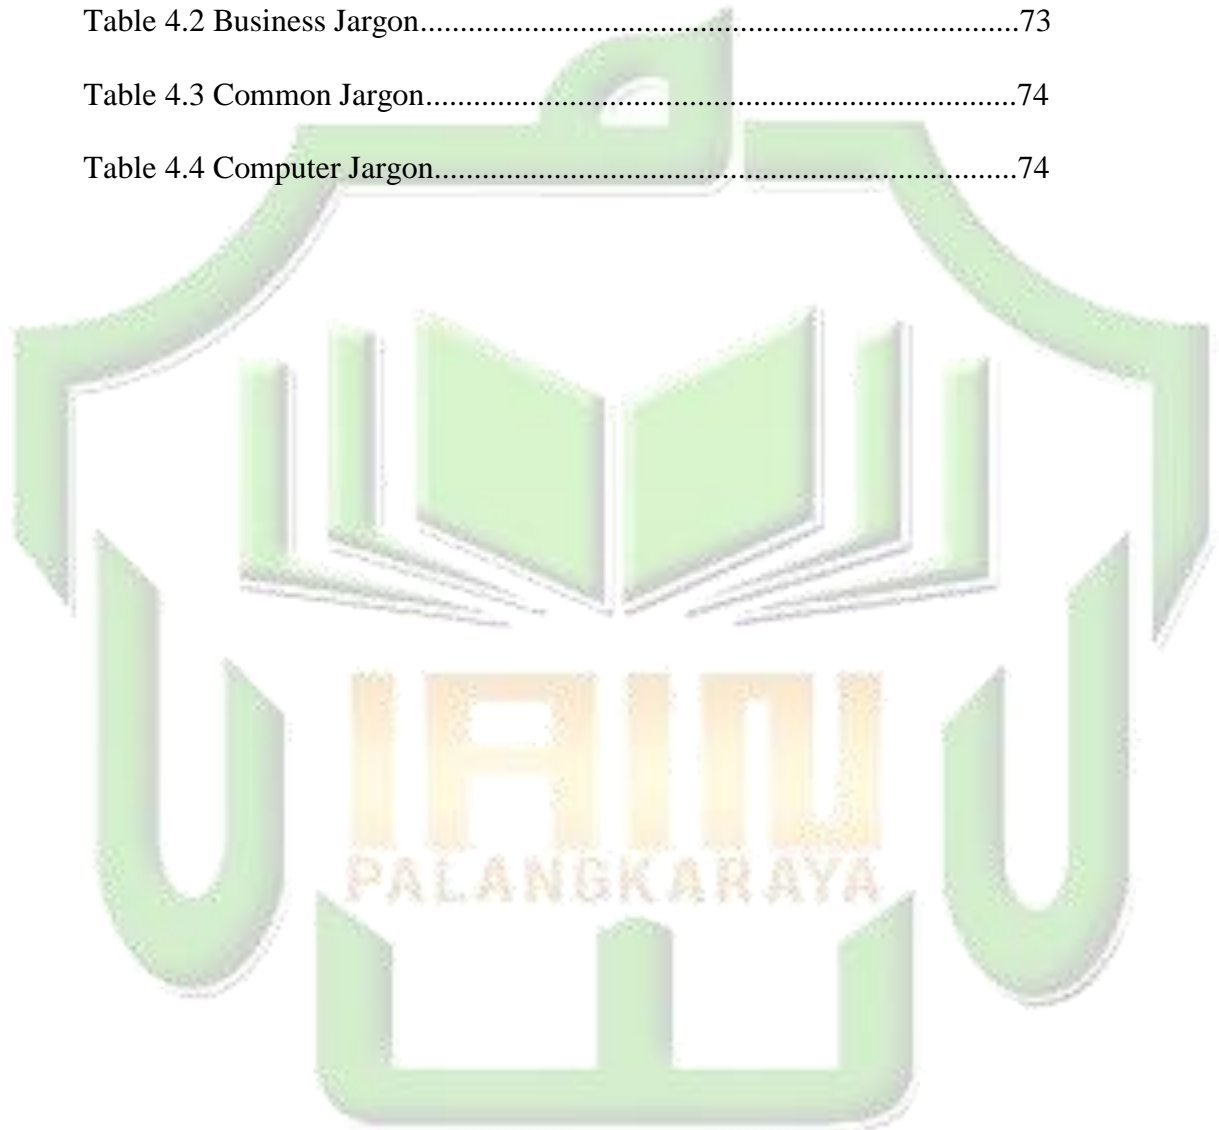 Table 4.2 Business Jargon..........................................................................73
Table 4.3 Common Jargon.........................................................................74
Table 4.4 Computer Jargon........................................................................74
IAIN
PALANGKARAYA